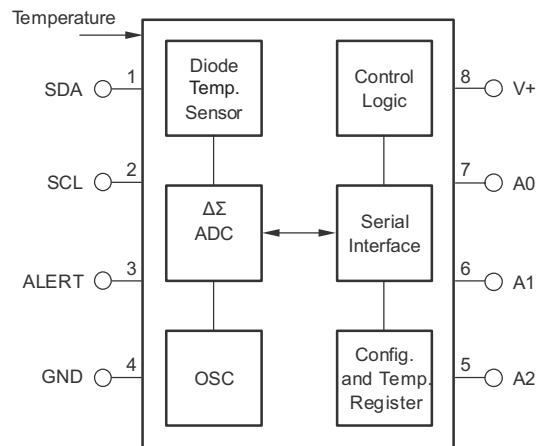 Temperature
SDA
1
SCL
2
ALERT
3
GND
4
Diode
Temp.
Sensor
ΔΣ
ADC
OSC
Control
Logic
Serial
Interface
Config.
and Temp.
Register
8
V+
7
A0
6
A1
5
A2